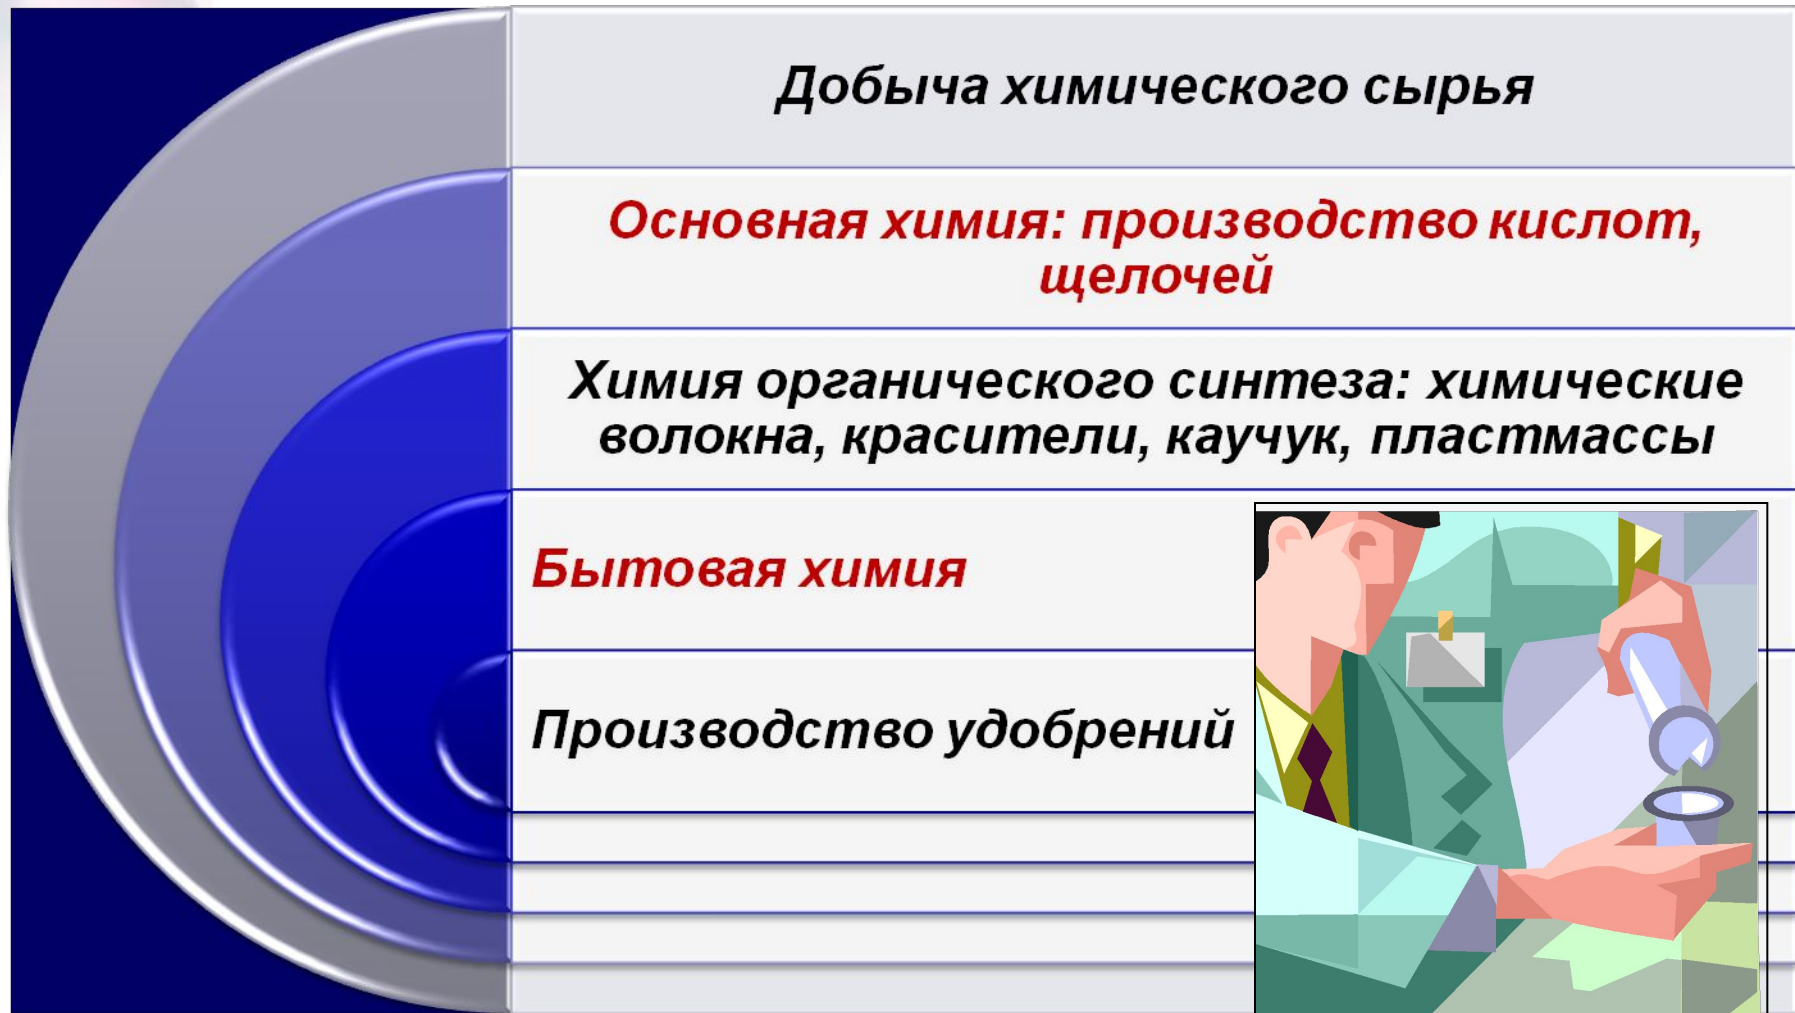 Добыча химического сырья
Основная химия: производство кислот,
щелочей
Химия органического синтеза: химические
волокна, красители, каучук, пластмассы
Бытовая химия
Производство удобрений